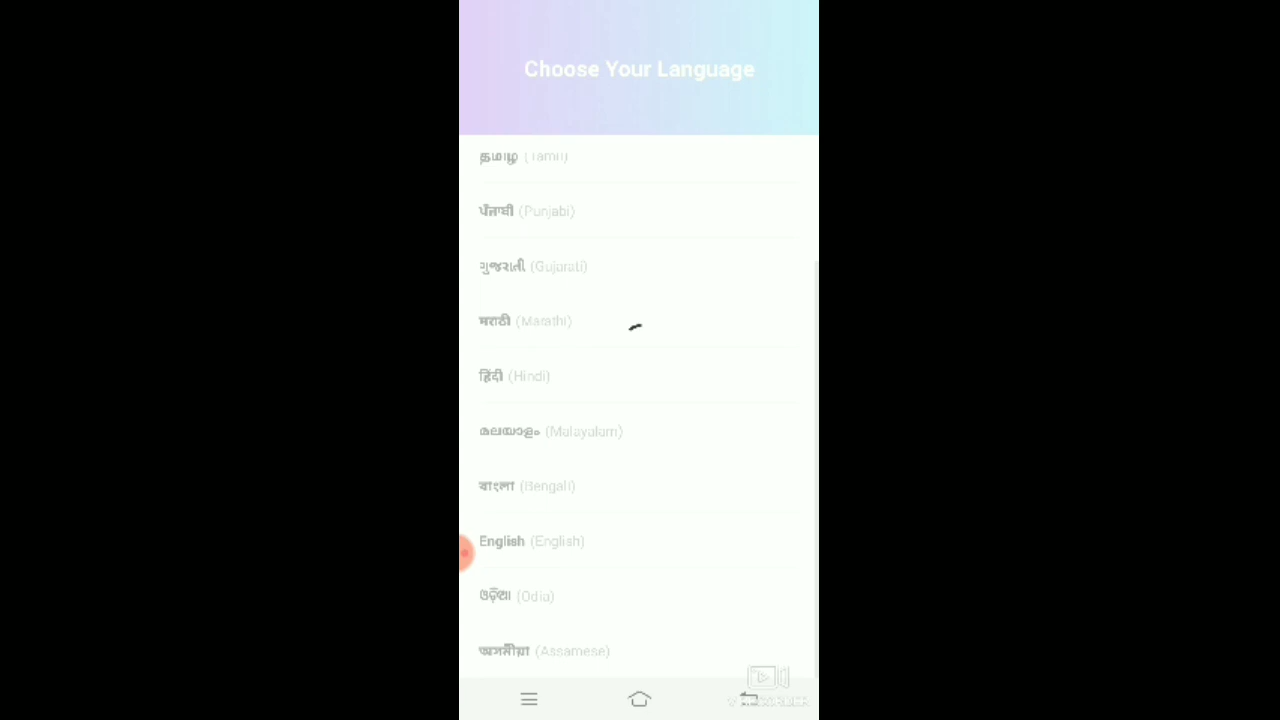 Choose Your Language
தமிழ் (Tamil)
ਪੰਜਾਬੀ (Punjabi)
ગુજરાતી (Gujarati)
मराठी (Marathi)
हिंदी (Hindi)
മലയാളം (Malayalam)
বাংলা (Bengali)
English (English)
ଓଡ଼ିଆ (Odia)
অসমীয়া (Assamese)